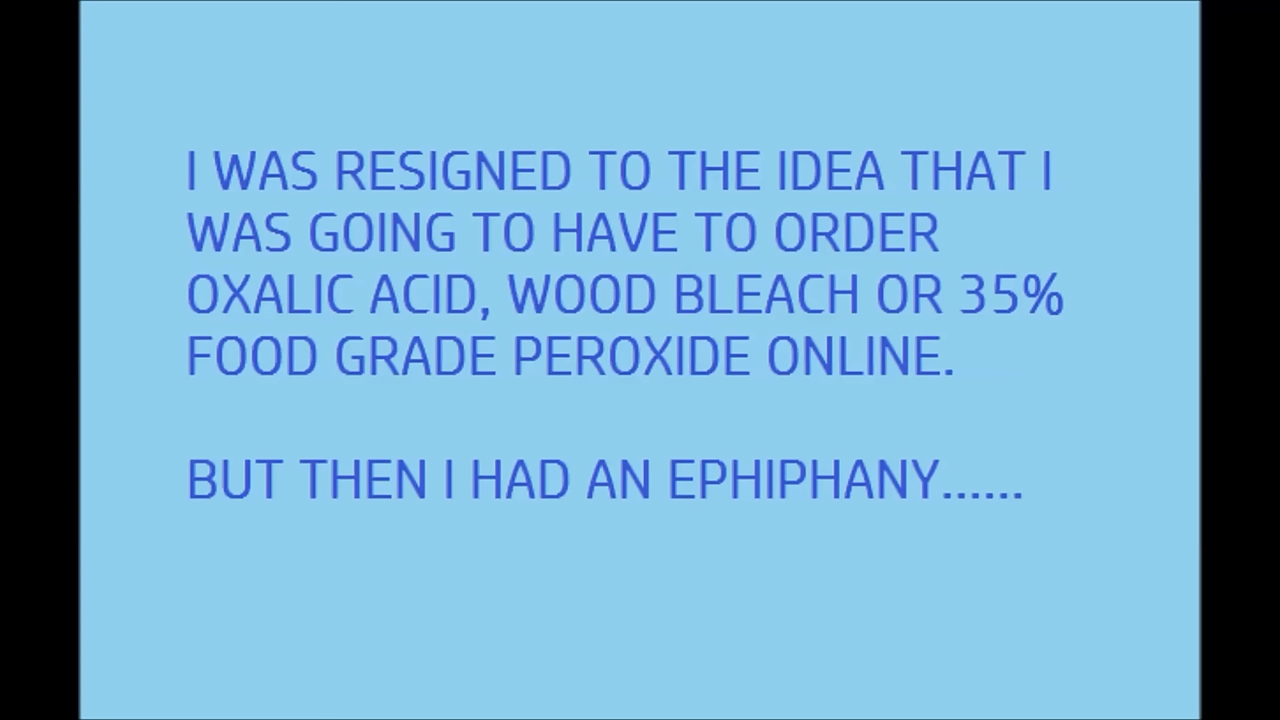 I WAS RESIGNED TO THE IDEA THAT I
WAS GOING TO HAVE TO ORDER
OXALIC ACID, WOOD BLEACH OR 35%
FOOD GRADE PEROXIDE ONLINE.
BUT THEN I HAD AN EPHIPHANY......